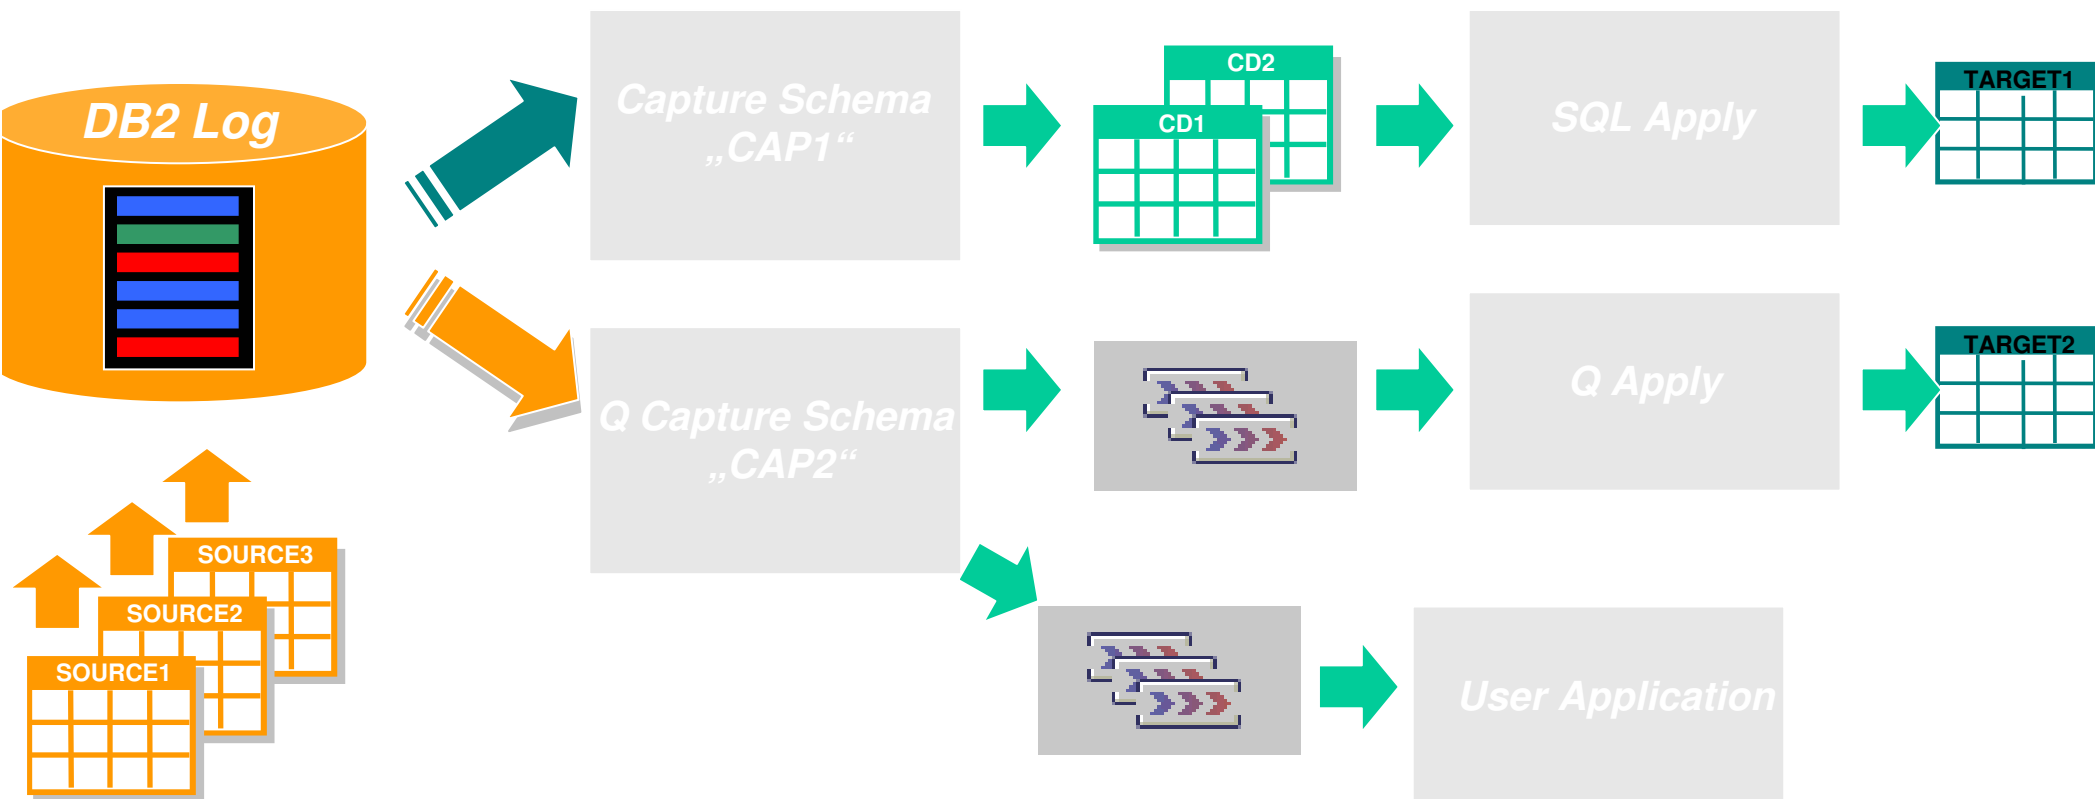 DB2 Log
Capture Schema
„CAP1“
CD2
CD1
SQL Apply
TARGET1
Q Capture Schema
„CAP2“
Q Apply
TARGET2
SOURCE3
SOURCE2
SOURCE1
User Application